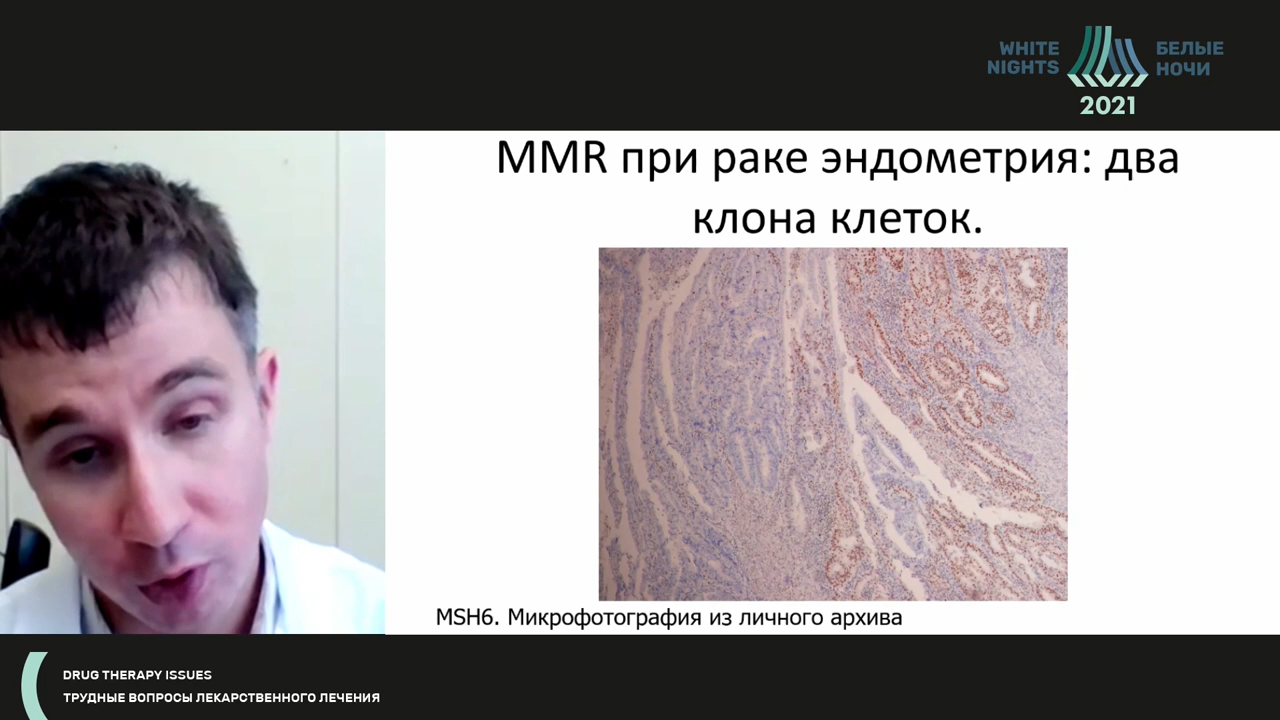 WHITE
NIGHTS
БЕЛЫЕ
НОЧИ
2021
MMR при раке эндометрия: два
клона клеток.
MSH6. Микрофотография из личного архива
DRUG THERAPY ISSUES
ТРУДНЫЕ ВОПРОСЫ ЛЕКАРСТВЕННОГО ЛЕЧЕНИЯ